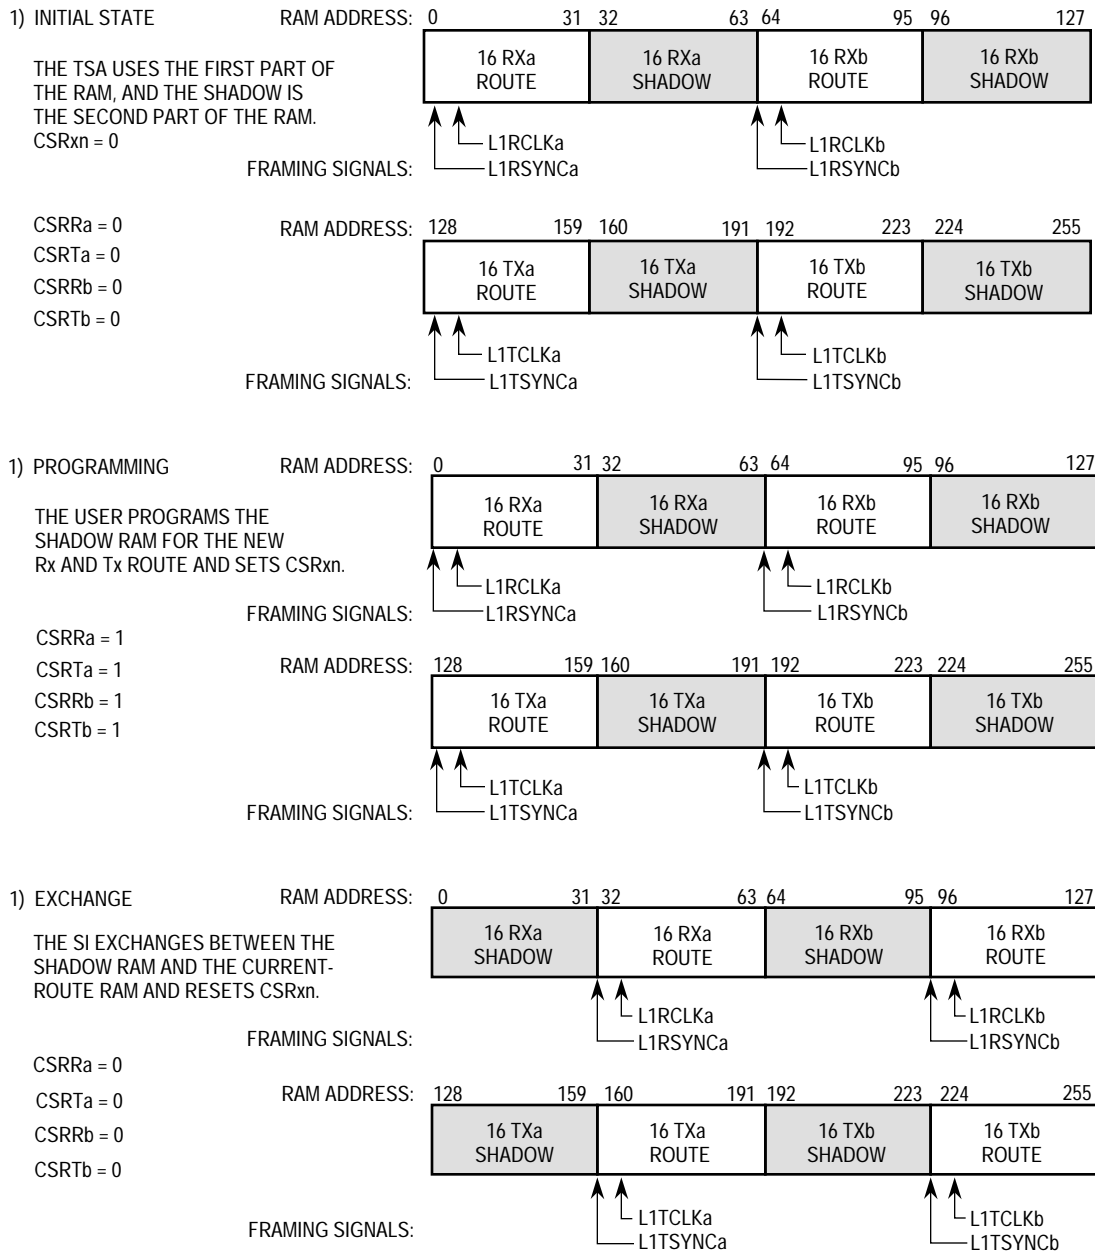 1) INITIAL STATE RAM ADDRESS: 0 31 32 63 64 95 96 127
16 RXa ROUTE 16 RXa SHADOW 16 RXb ROUTE 16 RXb SHADOW
THE TSA USES THE FIRST PART OF
THE RAM, AND THE SHADOW IS
THE SECOND PART OF THE RAM.
CSRxn = 0
L1RCLKa L1RCLKb
FRAMING SIGNALS: L1RSYNCa L1RSYNCb
CSRRa = 0
CSRTa = 0
CSRRb = 0
CSRTb = 0
RAM ADDRESS: 128 159 160 191 192 223 224 255
16 TXa ROUTE 16 TXa SHADOW 16 TXb ROUTE 16 TXb SHADOW
L1TCLKa L1TCLKb
FRAMING SIGNALS: L1TSYNCa L1TSYNCb
1) PROGRAMMING RAM ADDRESS: 0 31 32 63 64 95 96 127
16 RXa ROUTE 16 RXa SHADOW 16 RXb ROUTE 16 RXb SHADOW
THE USER PROGRAMS THE
SHADOW RAM FOR THE NEW
Rx AND Tx ROUTE AND SETS CSRxn.
L1RCLKa L1RCLKb
FRAMING SIGNALS: L1RSYNCa L1RSYNCb
CSRRa = 1
CSRTa = 1
CSRRb = 1
CSRTb = 1
RAM ADDRESS: 128 159 160 191 192 223 224 255
16 TXa ROUTE 16 TXa SHADOW 16 TXb ROUTE 16 TXb SHADOW
L1TCLKa L1TCLKb
FRAMING SIGNALS: L1TSYNCa L1TSYNCb
1) EXCHANGE RAM ADDRESS: 0 31 32 63 64 95 96 127
16 RXa SHADOW 16 RXa ROUTE 16 RXb SHADOW 16 RXb ROUTE
THE SI EXCHANGES BETWEEN THE
SHADOW RAM AND THE CURRENT-
ROUTE RAM AND RESETS CSRxn.
L1RCLKa L1RCLKb
FRAMING SIGNALS: L1RSYNCa L1RSYNCb
CSRRa = 0
CSRTa = 0
CSRRb = 0
CSRTb = 0
RAM ADDRESS: 128 159 160 191 192 223 224 255
16 TXa SHADOW 16 TXa ROUTE 16 TXb SHADOW 16 TXb ROUTE
L1TCLKa L1TCLKb
FRAMING SIGNALS: L1TSYNCa L1TSYNCb